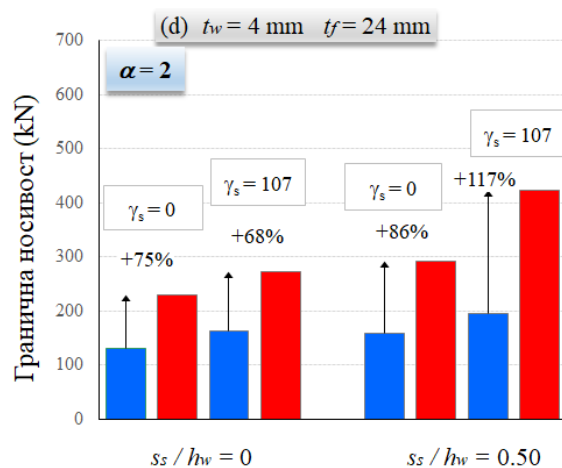 (d) tw = 4 mm tf = 24 mm
α = 2
Гранична носивост (kN)
700
600
500
400
300
200
100
0
γs = 0
+75%
γs = 107
+68%
γs = 0
+86%
γs = 107
+117%
ss / hw = 0
ss / hw = 0.50